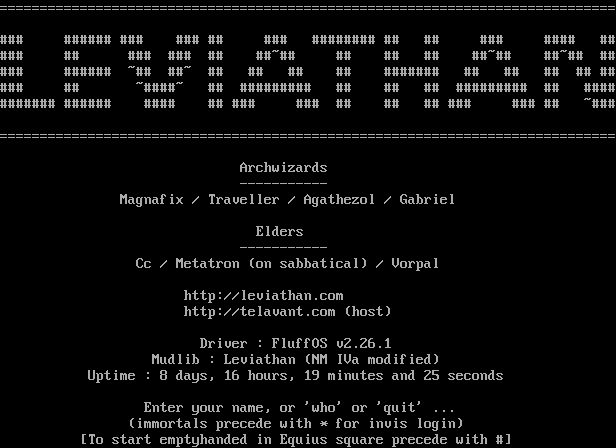 LEVIATHAN
Archwizards
-----------
Magnafix / Traveller / Agathezol / Gabriel
Elders
-----------
Cc / Metatron (on sabbatical) / Vorpal
http://leviathan.com
http://telavant.com (host)
Driver : FluffOS v2.26.1
Mudlib : Leviathan (NM IVa modified)
Uptime : 8 days, 16 hours, 19 minutes and 25 seconds
Enter your name, or 'who' or 'quit' ...
(immortals precede with * for invis login)
[To start emptyhanded in Equius square precede with #]